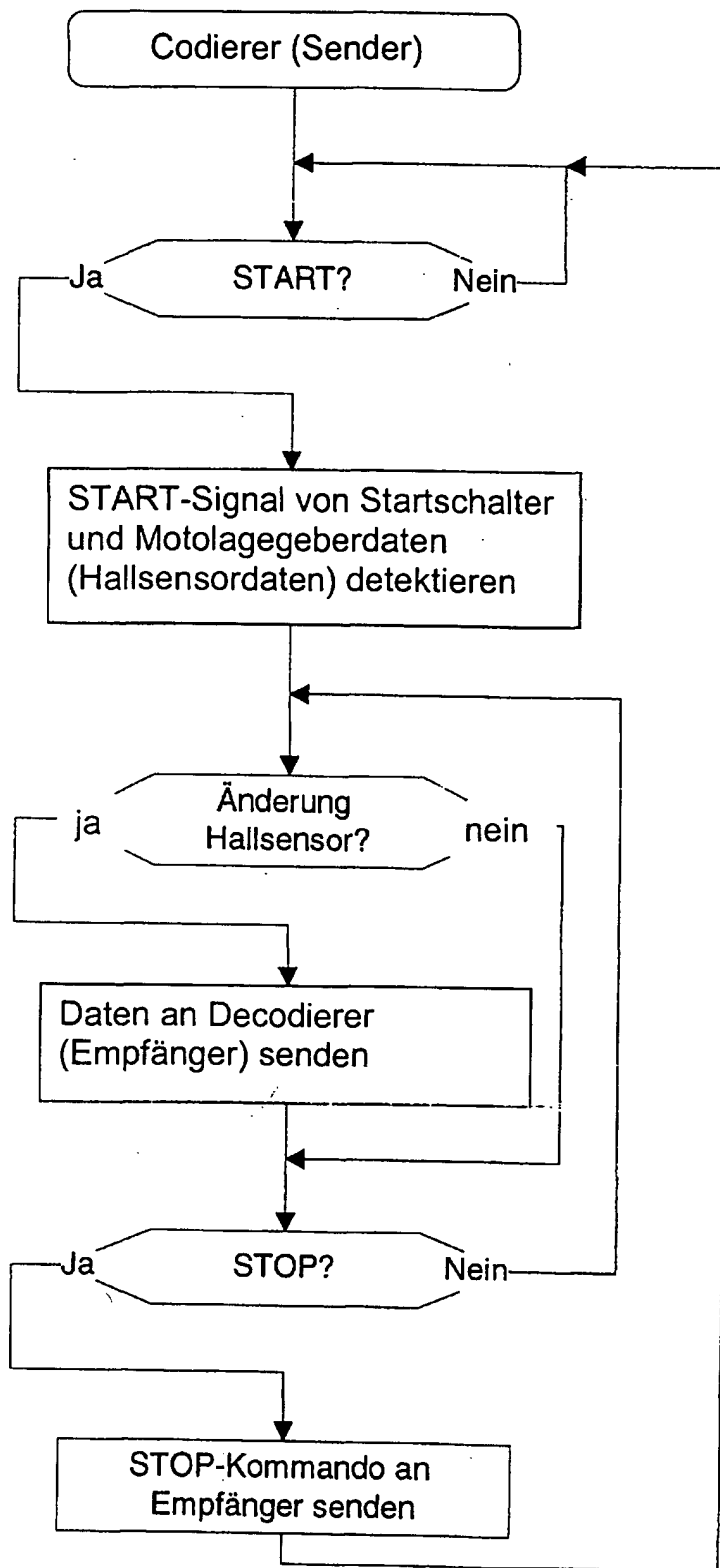 Codierer (Sender)
START?
Ja
Nein
START-Signal von Startschalter
und Motolagegeberdaten
(Hallsensordaten) detektieren
Änderung
Hallsensor?
ja
nein
Daten an Decodierer
(Empfänger) senden
STOP?
Ja
Nein
STOP-Kommando an
Empfänger senden